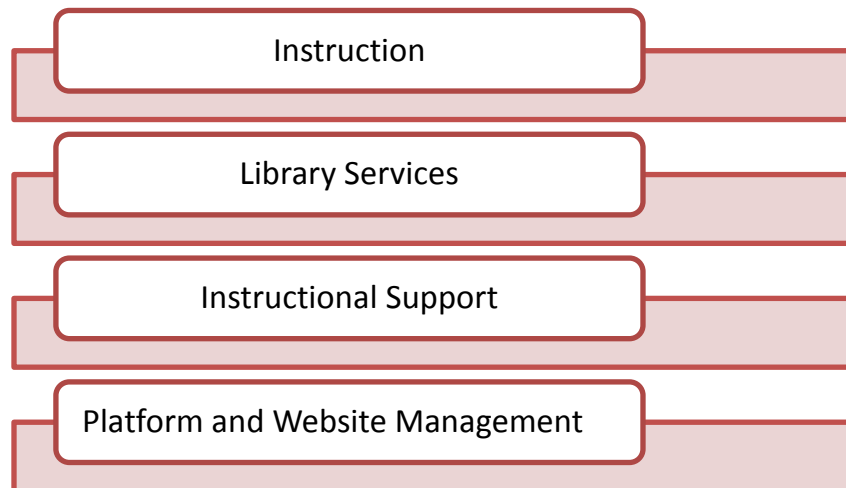 Instruction
Library Services
Instructional Support
Platform and Website Management